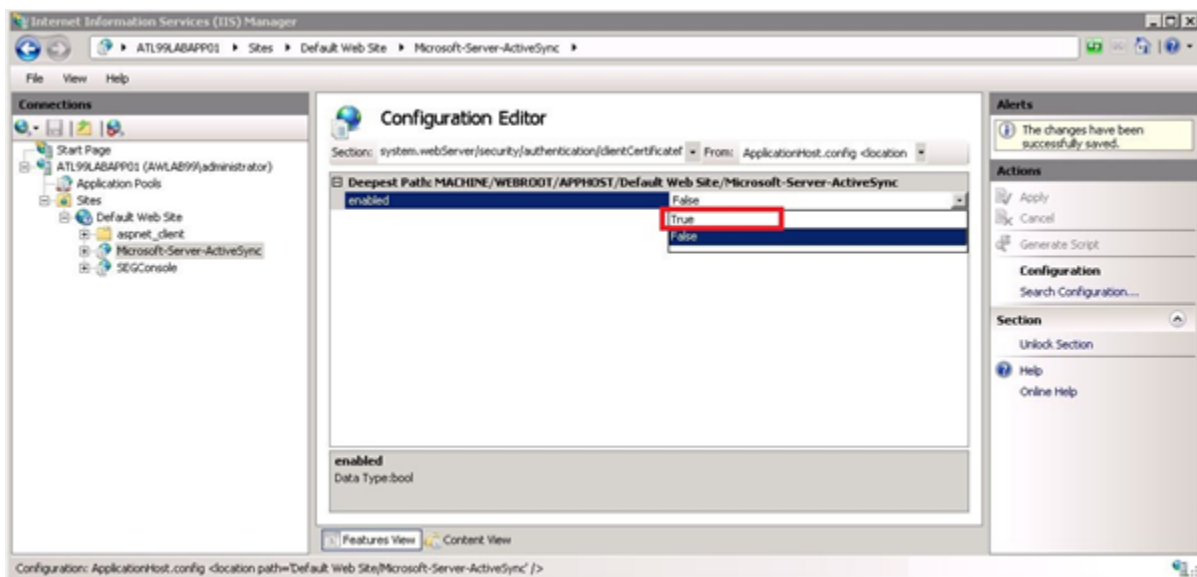 Internet Information Services (IIS) Manager
ATL99LABAPP01 Sites Default Web Site Microsoft-Server-ActiveSync
File View Help
Connections
Start Page
ATL99LABAPP01 (AWLAB99\administrator)
Application Pools
Sites
Default Web Site
aspnet_client
Microsoft-Server-ActiveSync
SEGConsole
Configuration Editor
Section: system.webServer/security/authentication/clientCertificateM From: ApplicationHost.config <location
Deepest Path: MACHINE/WEBROOT/APPHOST/Default Web Site/Microsoft-Server-ActiveSync
enabled False
True
False
enabled
Data Type:bool
Features View Content View
Alerts
The changes have been
successfully saved.
Actions
Apply
Cancel
Generate Script
Configuration
Search Configuration...
Section
Unlock Section
Help
Online Help
Configuration: ApplicationHost.config <location path='Default Web Site/Microsoft-Server-ActiveSync' />